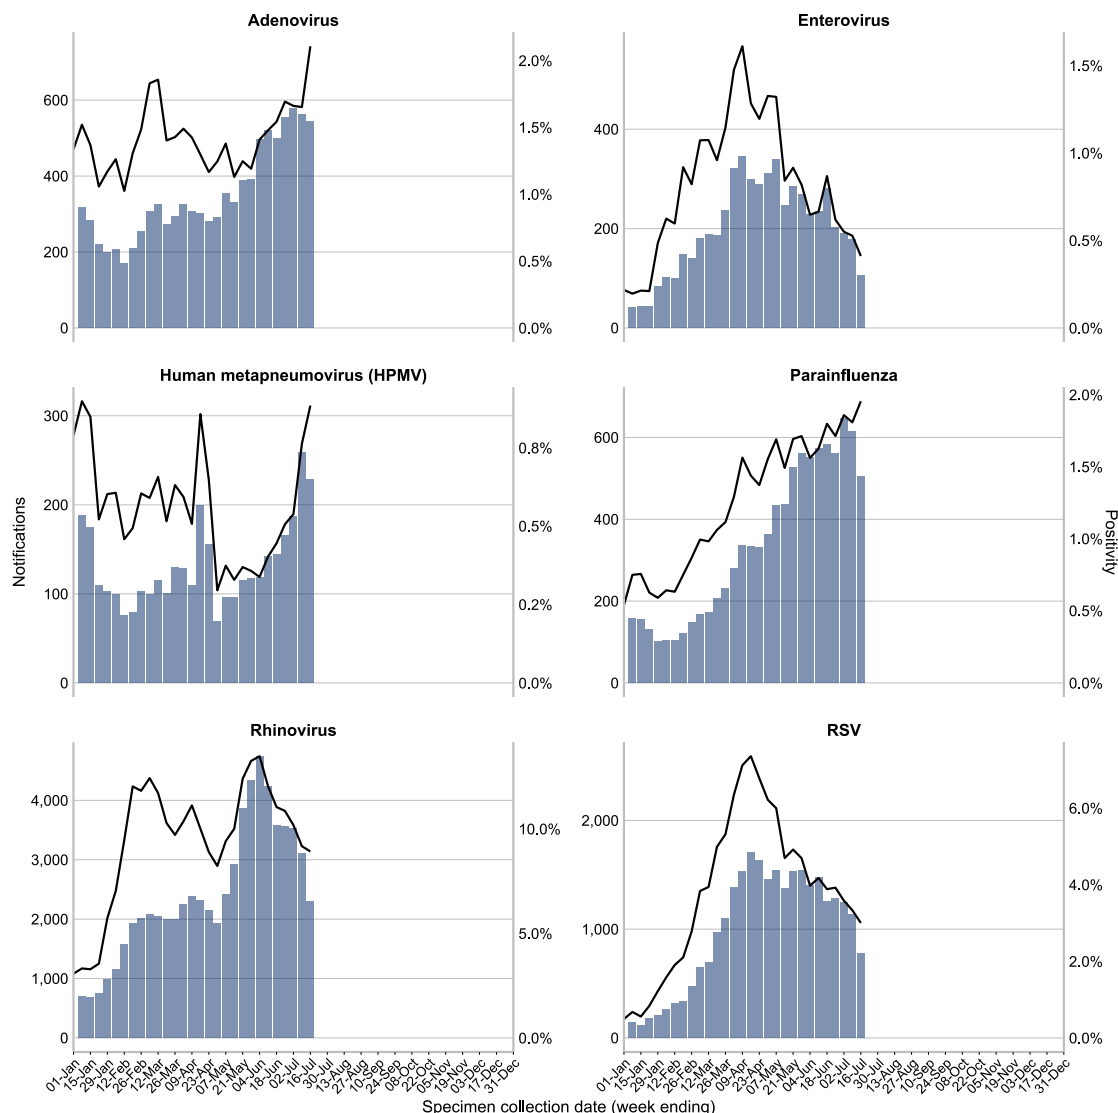 Adenovirus
Enterovirus
2.0%
1.5%
1.0%
0.5%
0.0%
600
400
200
0
1.5%
1.0%
0.5%
0.0%
400
200
0
Human metapneumovirus (HPMV)
Parainfluenza
300
200
100
0
0.8%
0.5%
0.2%
0.0%
600
400
200
0
2.0%
1.5%
1.0%
0.5%
0.0%
Notifications
Positivity
Rhinovirus
RSV
4,000
3,000
2,000
1,000
0
10.0%
5.0%
0.0%
2,000
1,000
0
6.0%
4.0%
2.0%
0.0%
01-Jan
15-Jan
29-Jan
12-Feb
26-Feb
12-Mar
26-Mar
09-Apr
23-Apr
07-May
21-May
04-Jun
18-Jun
02-Jul
16-Jul
30-Jul
13-Aug
27-Aug
10-Sep
24-Sep
08-Oct
22-Oct
05-Nov
19-Nov
03-Dec
17-Dec
31-Dec
01-Jan
15-Jan
29-Jan
12-Feb
26-Feb
12-Mar
26-Mar
09-Apr
23-Apr
07-May
21-May
04-Jun
18-Jun
02-Jul
16-Jul
30-Jul
13-Aug
27-Aug
10-Sep
24-Sep
08-Oct
22-Oct
05-Nov
19-Nov
03-Dec
17-Dec
31-Dec
Specimen collection date (week ending)